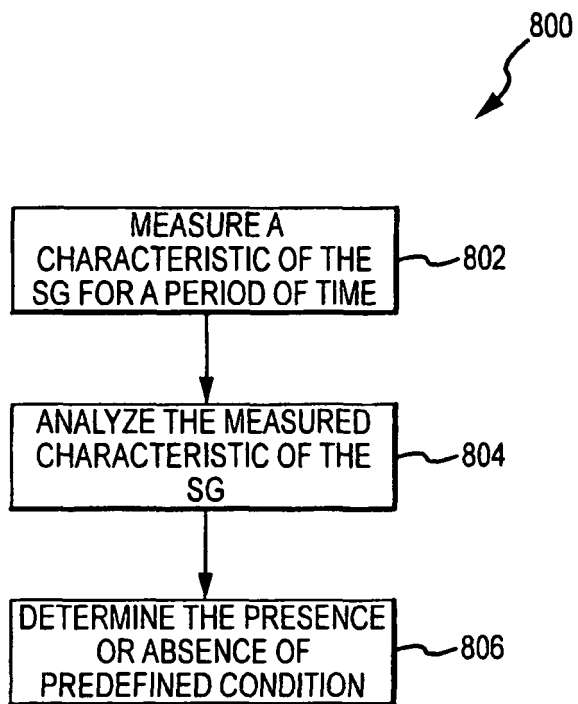 800
MEASURE A
CHARACTERISTIC OF THE
SG FOR A PERIOD OF TIME
802
ANALYZE THE MEASURED
CHARACTERISTIC OF THE
SG
804
DETERMINE THE PRESENCE
OR ABSENCE OF
PREDEFINED CONDITION
806